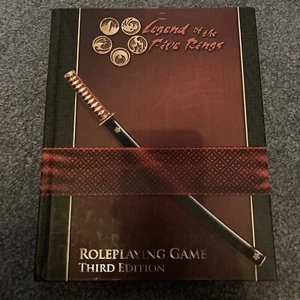 Legend of the
Five Rings
Roleplaying Game
Third Edition